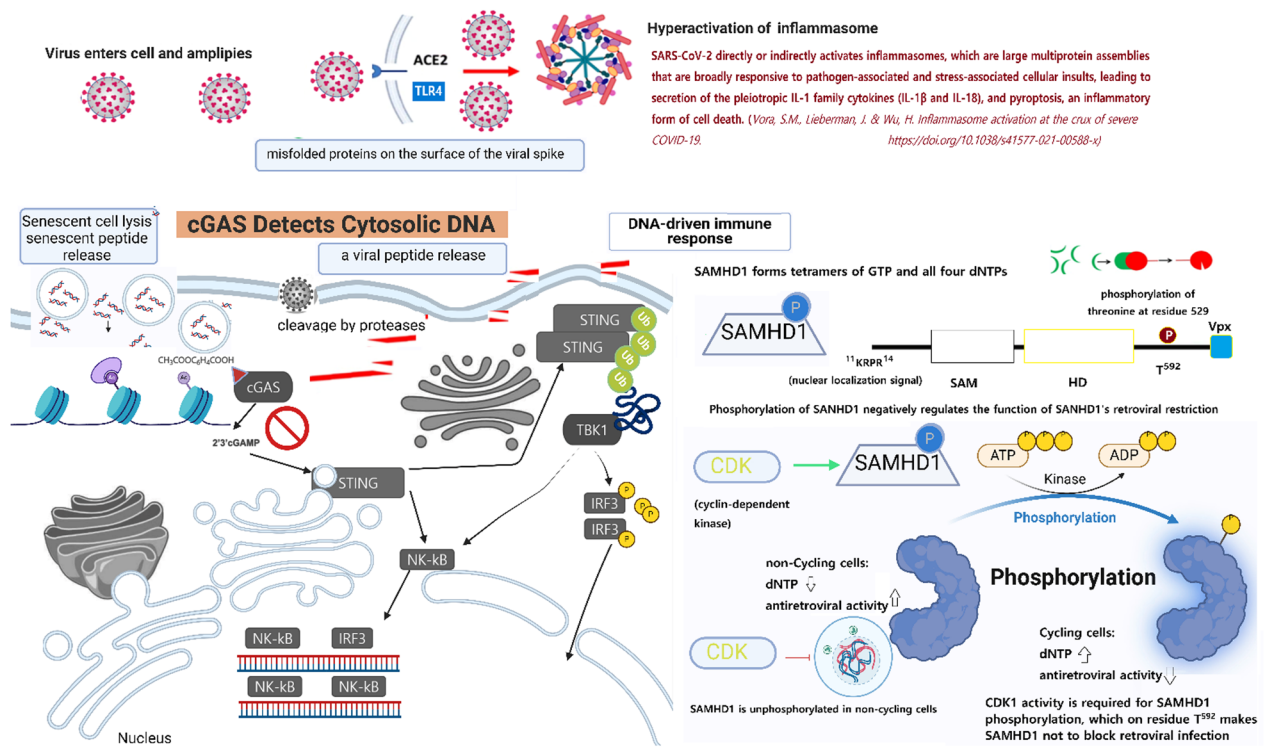 Virus enters cell and amplipies
ACE2
TLR4
misfolded proteins on the surface of the viral spike
Hyperactivation of inflammasome
SARS-CoV-2 directly or indirectly activates inflammasomes, which are large multiprotein assemblies
that are broadly responsive to pathogen-associated and stress-associated cellular insults, leading to
secretion of the pleiotropic IL-1 family cytokines (IL-1β and IL-18), and pyroptosis, an inflammatory
form of cell death. (Vora, S.M., Lieberman, J. & Wu, H. Inflammasome activation at the crux of severe
COVID-19. https://doi.org/10.1038/s41577-021-00588-x)
Senescent cell lysis
senescent peptide
release
cGAS Detects Cytosolic DNA
a viral peptide release
DNA-driven immune
response
cleavage by proteases
CH₃COOC₆H₄COOH
Ac
cGAS
2'3'cGAMP
STING
STING
STING
Ub
Ub
Ub
Ub
TBK1
IRF3
P
IRF3
P
P
P
P
NK-kB
NK-kB
IRF3
NK-kB
NK-kB
Nucleus
SAMHD1 forms tetramers of GTP and all four dNTPs
P
SAMHD1
phosphorylation of
threonine at residue 529
¹¹KRPR¹⁴
(nuclear localization signal)
SAM
HD
P
T⁵⁹²
Vpx
Phosphorylation of SANHD1 negatively regulates the function of SANHD1's retroviral restriction
CDK
(cyclin-dependent
kinase)
P
SAMHD1
ATP
P
P
P
ADP
P
P
Kinase
Phosphorylation
P
non-Cycling cells:
dNTP
antiretroviral activity
CDK
SAMHD1 is unphosphorylated in non-cycling cells
Phosphorylation
Cycling cells:
dNTP
antiretroviral activity
CDK1 activity is required for SAMHD1
phosphorylation, which on residue T⁵⁹² makes
SAMHD1 not to block retroviral infection